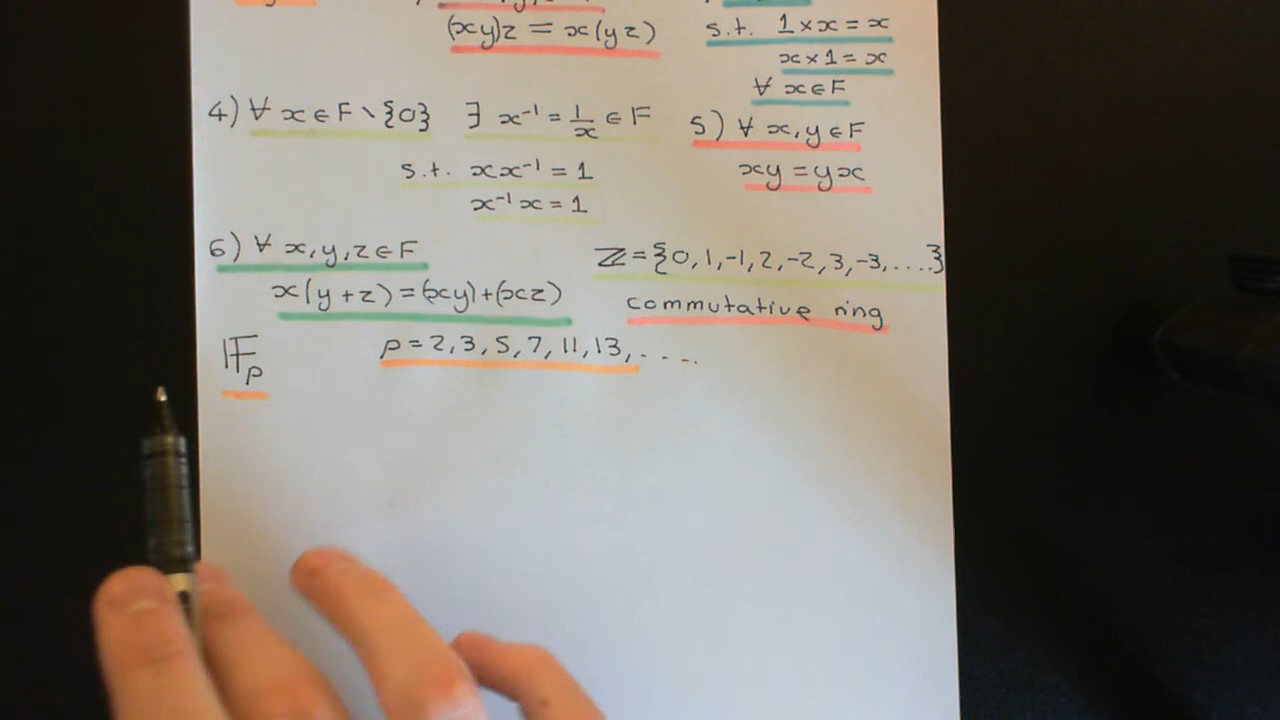 (xy)z = x(yz)
s.t. 1 × x = x
x × 1 = x
∀ x ∈ F
4) ∀ x ∈ F \ {0} ∃ x⁻¹ = 1/x ∈ F
s.t. xx⁻¹ = 1
x⁻¹x = 1
5) ∀ x, y ∈ F
xy = yx
6) ∀ x, y, z ∈ F
x(y + z) = (xy) + (xz)
ℤ = {0, 1, -1, 2, -2, 3, -3, ....}
commutative ring
𝔽ₚ p = 2, 3, 5, 7, 11, 13, ....